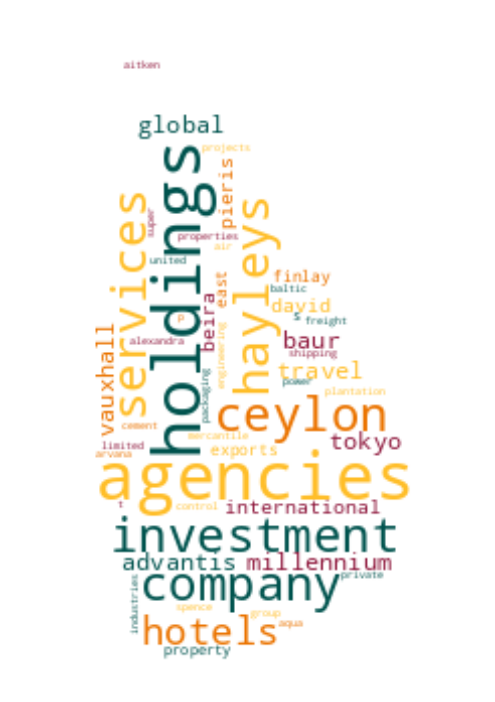 aitken
global
projects
holdings
pieris
services
hayleys
super
properties
air
united
east
finlay
baltic
beira
david
s freight
p
engineering
vauxhall
alexandra
baur
shipping
travel
power
packaging
plantation
ceylon
cement
mercantile
tokyo
limited
exports
arvana
agencies
t
control
international
investment
advantis
millennium
company
private
industries
spence
group
hotels
aqua
property